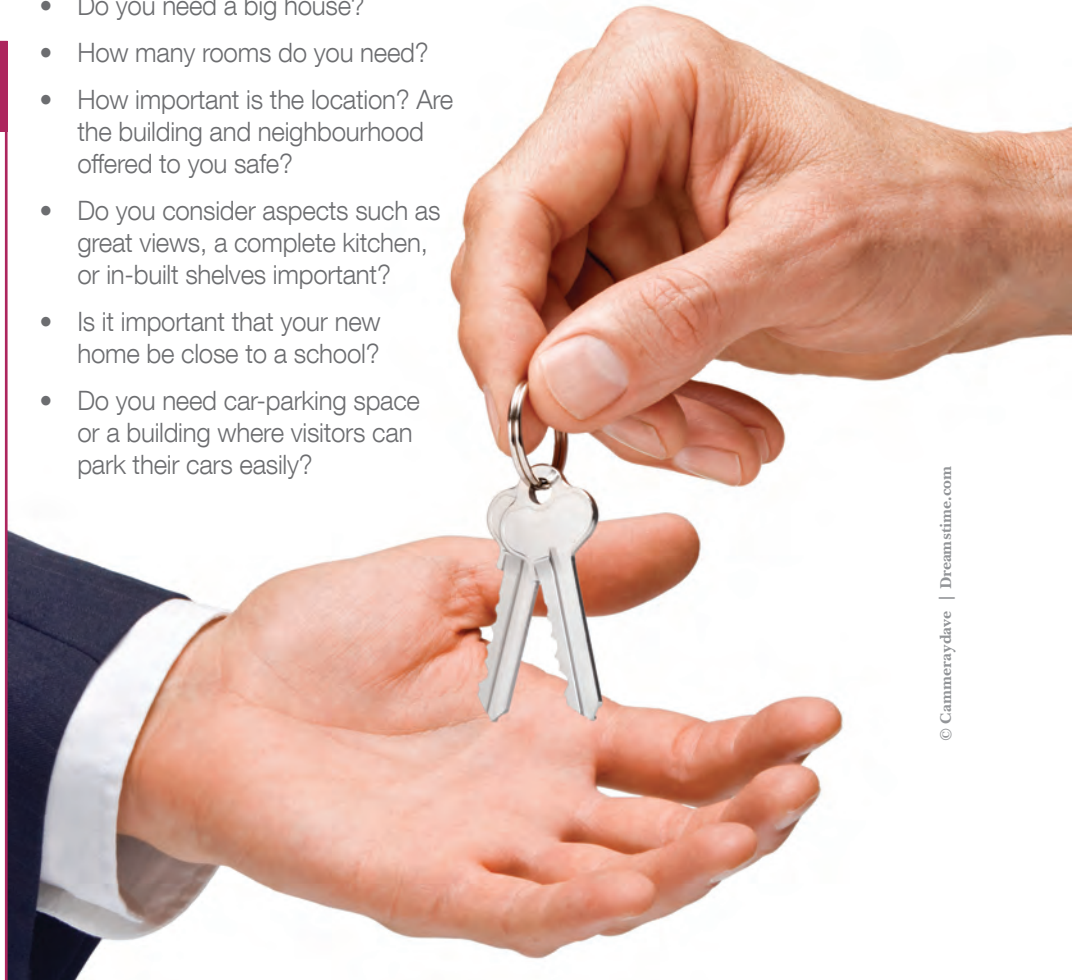 • Do you need a big house?
• How many rooms do you need?
• How important is the location? Are
the building and neighbourhood
offered to you safe?
• Do you consider aspects such as
great views, a complete kitchen,
or in-built shelves important?
• Is it important that your new
home be close to a school?
• Do you need car-parking space
or a building where visitors can
park their cars easily?
© Cammeraydave | Dreamstime.com